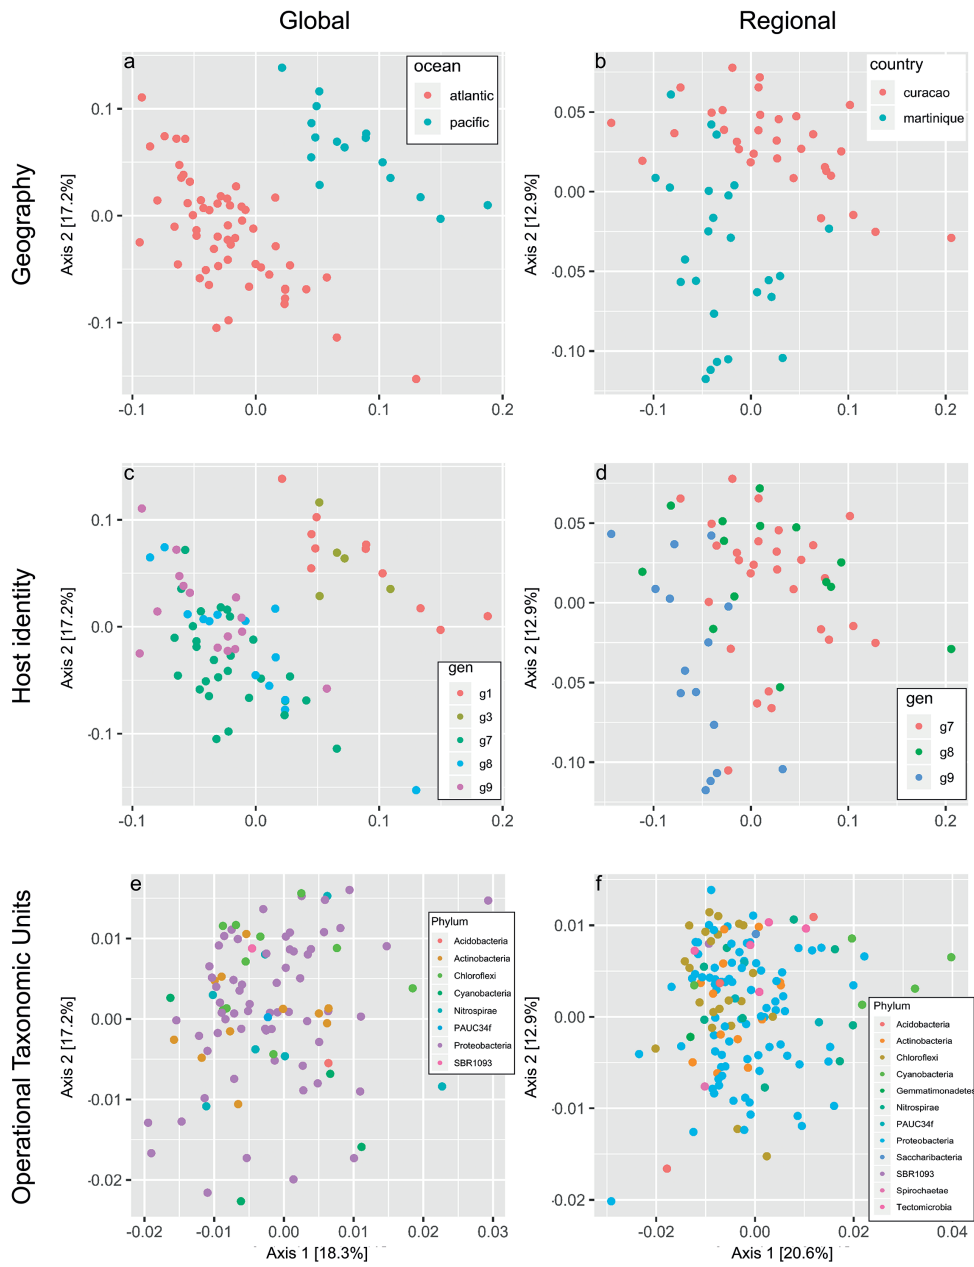 Global
Regional
Geography
Host identity
Operational Taxonomic Units
a
Axis 2 [17.2%]
0.1
0.0
-0.1
-0.1
0.0
0.1
0.2
ocean
atlantic
pacific
b
Axis 2 [12.9%]
0.05
0.00
-0.05
-0.10
-0.1
0.0
0.1
0.2
country
curacao
martinique
c
Axis 2 [17.2%]
0.1
0.0
-0.1
-0.1
0.0
0.1
0.2
gen
g1
g3
g7
g8
g9
d
Axis 2 [12.9%]
0.05
0.00
-0.05
-0.10
-0.1
0.0
0.1
0.2
gen
g7
g8
g9
e
Axis 2 [17.2%]
0.01
0.00
-0.01
-0.02
-0.02
-0.01
0.00
0.01
0.02
0.03
Axis 1 [18.3%]
Phylum
Acidobacteria
Actinobacteria
Chloroflexi
Cyanobacteria
Nitrospirae
PAUC34f
Proteobacteria
SBR1093
f
Axis 2 [12.9%]
0.01
0.00
-0.01
-0.02
-0.02
0.00
0.02
0.04
Axis 1 [20.6%]
Phylum
Acidobacteria
Actinobacteria
Chloroflexi
Cyanobacteria
Gemmatimonadetes
Nitrospirae
PAUC34f
Proteobacteria
Saccharibacteria
SBR1093
Spirochaetae
Tectomicrobia